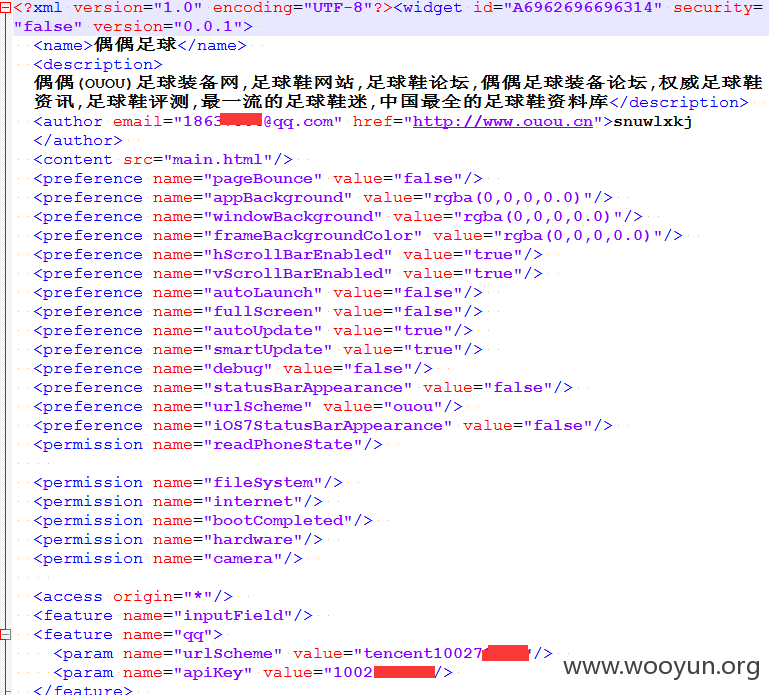 <?xml version="1.0" encoding="UTF-8"?><widget id="A6962696696314" security=
"false" version="0.0.1">
<name>偶偶足球</name>
<description>
偶偶(OUOU)足球装备网,足球鞋网站,足球鞋论坛,偶偶足球装备论坛,权威足球鞋
资讯,足球鞋评测,最一流的足球鞋迷,中国最全的足球鞋资料库</description>
<author email="1863 @qq.com" href="http://www.ouou.cn">snuwlxkj
</author>
<content src="main.html"/>
<preference name="pageBounce" value="false"/>
<preference name="appBackground" value="rgba(0,0,0,0.0)"/>
<preference name="windowBackground" value="rgba(0,0,0,0.0)"/>
<preference name="frameBackgroundColor" value="rgba(0,0,0,0.0)"/>
<preference name="hScrollBarEnabled" value="true"/>
<preference name="vScrollBarEnabled" value="true"/>
<preference name="autoLaunch" value="false"/>
<preference name="fullScreen" value="false"/>
<preference name="autoUpdate" value="true"/>
<preference name="smartUpdate" value="true"/>
<preference name="debug" value="false"/>
<preference name="statusBarAppearance" value="false"/>
<preference name="urlScheme" value="ouou"/>
<preference name="iOS7StatusBarAppearance" value="false"/>
<permission name="readPhoneState"/>
<permission name="fileSystem"/>
<permission name="internet"/>
<permission name="bootCompleted"/>
<permission name="hardware"/>
<permission name="camera"/>
<access origin="*"/>
<feature name="inputField"/>
<feature name="qq">
<param name="urlScheme" value="tencent10027 "/>
<param name="apiKey" value="1002 />
</feature>
www.wooyun.org